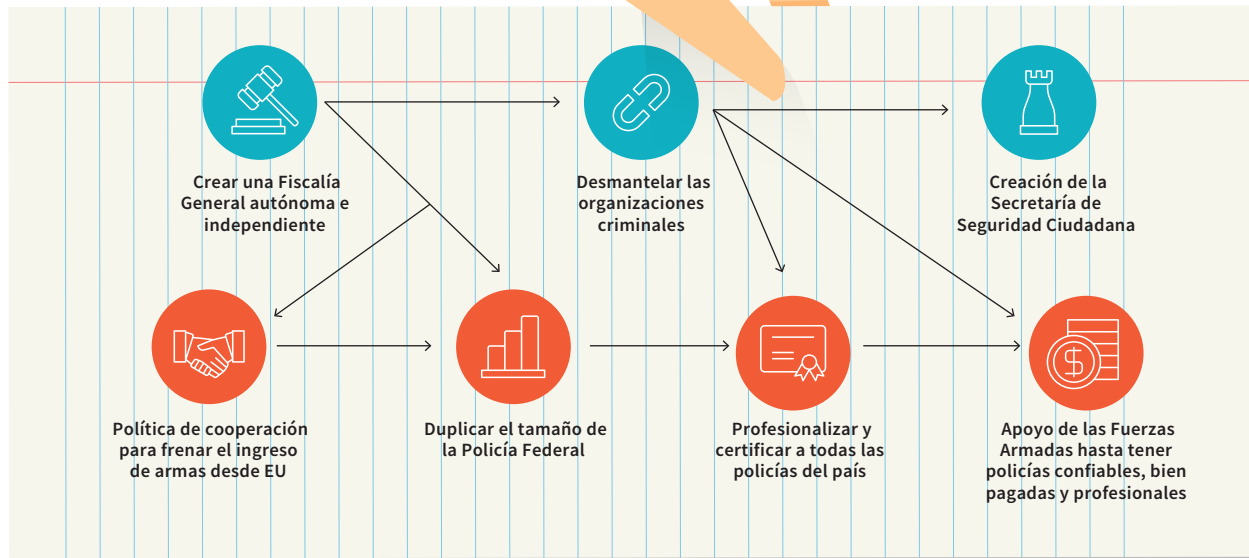 Crear una Fiscalía
General autónoma e
independiente
Desmantelar las
organizaciones
criminales
Creación de la
Secretaría de
Seguridad Ciudadana
Política de cooperación
para frenar el ingreso
de armas desde EU
Duplicar el tamaño de
la Policía Federal
Profesionalizar y
certificar a todas las
policías del país
Apoyo de las Fuerzas
Armadas hasta tener
policías confiables, bien
pagadas y profesionales